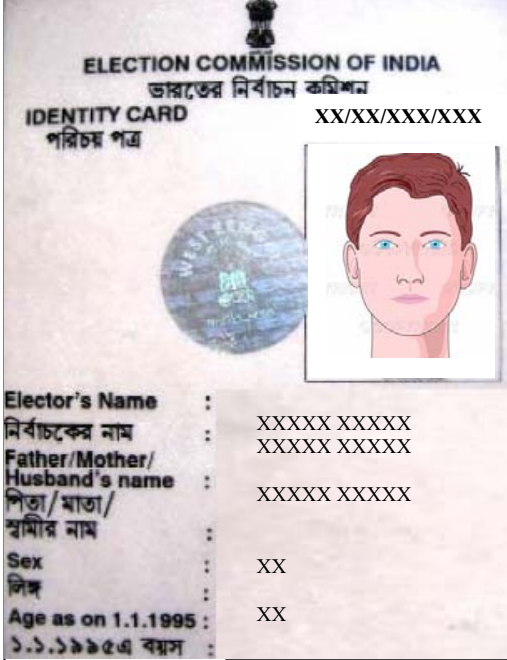 ELECTION COMMISSION OF INDIA
ভারতের নির্বাচন কমিশন
IDENTITY CARD
পরিচয় পত্র
XX/XX/XXX/XXX
WEST BENGAL
Elector's Name :
নির্বাচকের নাম :
XXXXX XXXXX
XXXXX XXXXX
Father/Mother/
Husband's name :
পিতা/মাতা/
স্বামীর নাম :
XXXXX XXXXX
Sex :
লিঙ্গ :
XX
Age as on 1.1.1995 :
১.১.১৯৯৫এ বয়স :
XX